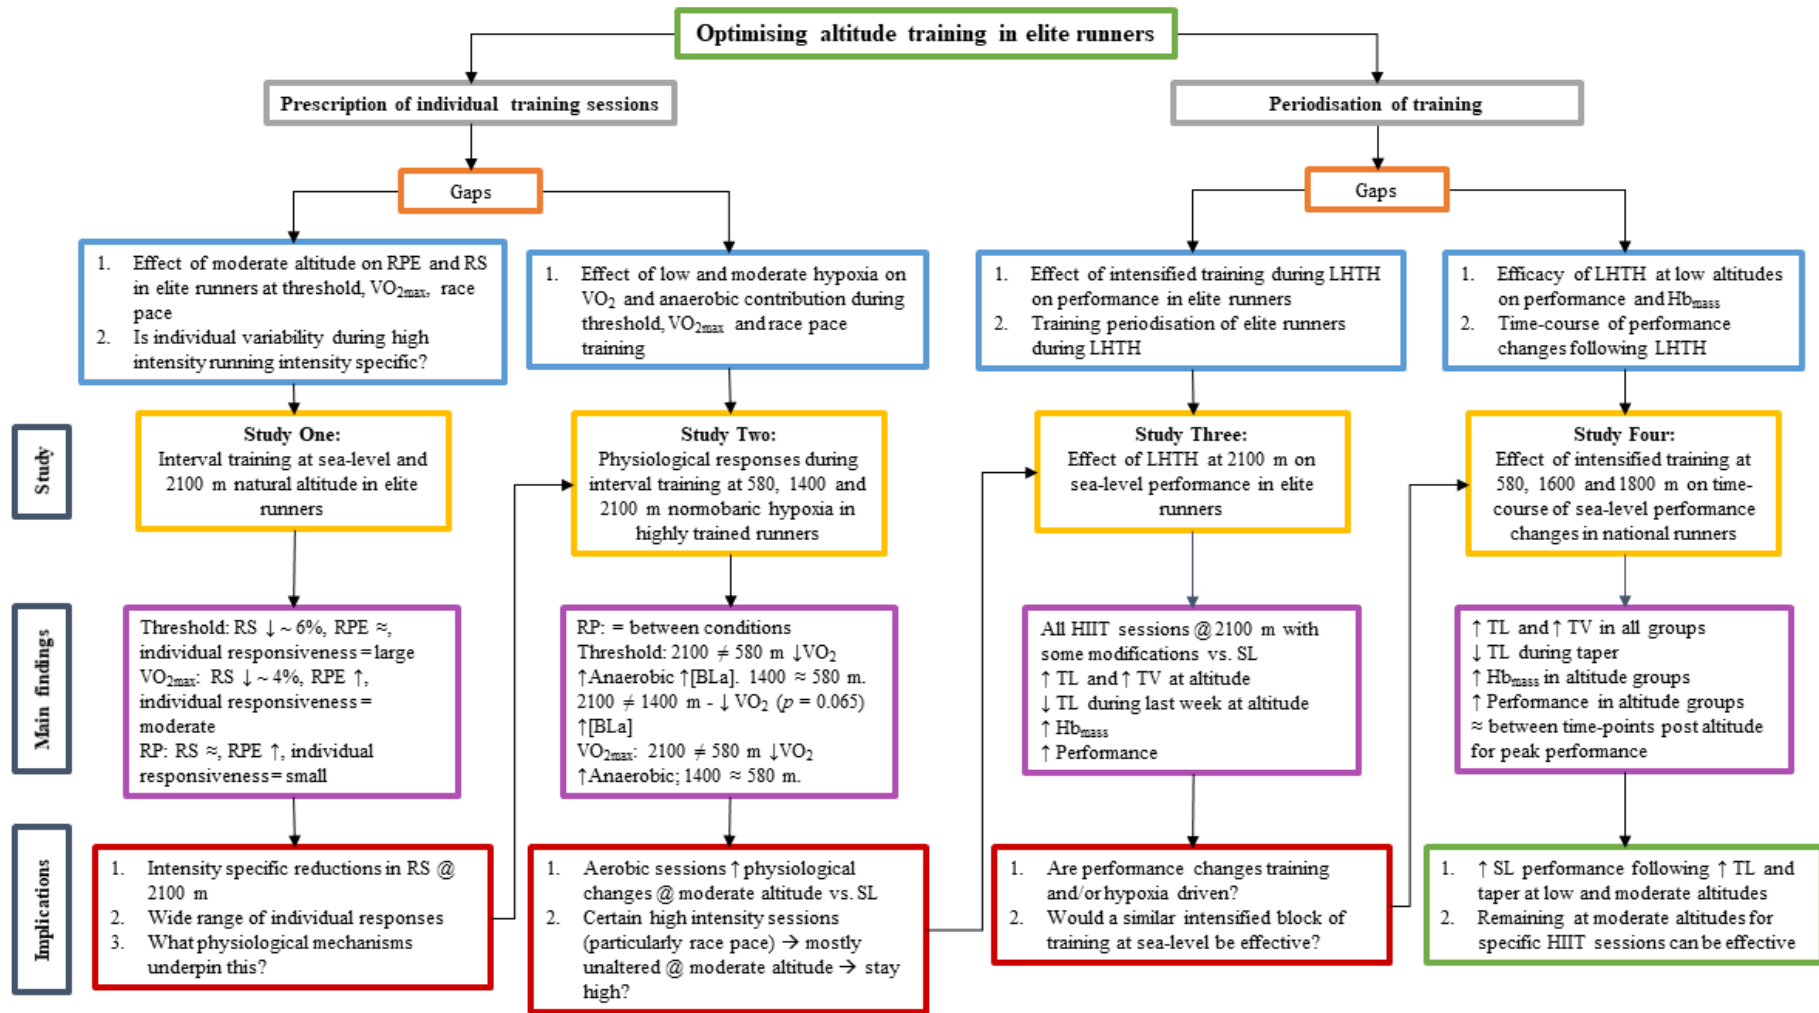 Optimising altitude training in elite runners
Prescription of individual training sessions
Periodisation of training
Gaps
Gaps
1. Effect of moderate altitude on RPE and RS
in elite runners at threshold, VO2max, race
pace
2. Is individual variability during high
intensity running intensity specific?
1. Effect of low and moderate hypoxia on
VO2 and anaerobic contribution during
threshold, VO2max and race pace
training
1. Effect of intensified training during LHTH
on performance in elite runners
2. Training periodisation of elite runners
during LHTH
1. Efficacy of LHTH at low altitudes
on performance and Hbmass
2. Time-course of performance
changes following LHTH
Study
Study One:
Interval training at sea-level and
2100 m natural altitude in elite
runners
Study Two:
Physiological responses during
interval training at 580, 1400 and
2100 m normobaric hypoxia in
highly trained runners
Study Three:
Effect of LHTH at 2100 m on
sea-level performance in elite
runners
Study Four:
Effect of intensified training at
580, 1600 and 1800 m on time-
course of sea-level performance
changes in national runners
Main findings
Threshold: RS ↓ ~ 6%, RPE ≈,
individual responsiveness = large
VO2max: RS ↓ ~ 4%, RPE ↑,
individual responsiveness =
moderate
RP: RS ≈, RPE ↑, individual
responsiveness = small
RP: = between conditions
Threshold: 2100 ≠ 580 m ↓VO2
↑Anaerobic ↑[BLa]. 1400 ≈ 580 m.
2100 ≠ 1400 m - ↓ VO2 (p = 0.065)
↑[BLa]
VO2max: 2100 ≠ 580 m ↓VO2
↑Anaerobic; 1400 ≈ 580 m.
All HIIT sessions @ 2100 m with
some modifications vs. SL
↑ TL and ↑ TV at altitude
↓ TL during last week at altitude
↑ Hbmass
↑ Performance
↑ TL and ↑ TV in all groups
↓ TL during taper
↑ Hbmass in altitude groups
↑ Performance in altitude groups
≈ between time-points post altitude
for peak performance
Implications
1. Intensity specific reductions in RS @
2100 m
2. Wide range of individual responses
3. What physiological mechanisms
underpin this?
1. Aerobic sessions ↑ physiological
changes @ moderate altitude vs. SL
2. Certain high intensity sessions
(particularly race pace) → mostly
unaltered @ moderate altitude → stay
high?
1. Are performance changes training
and/or hypoxia driven?
2. Would a similar intensified block of
training at sea-level be effective?
1. ↑ SL performance following ↑ TL and
taper at low and moderate altitudes
2. Remaining at moderate altitudes for
specific HIIT sessions can be effective